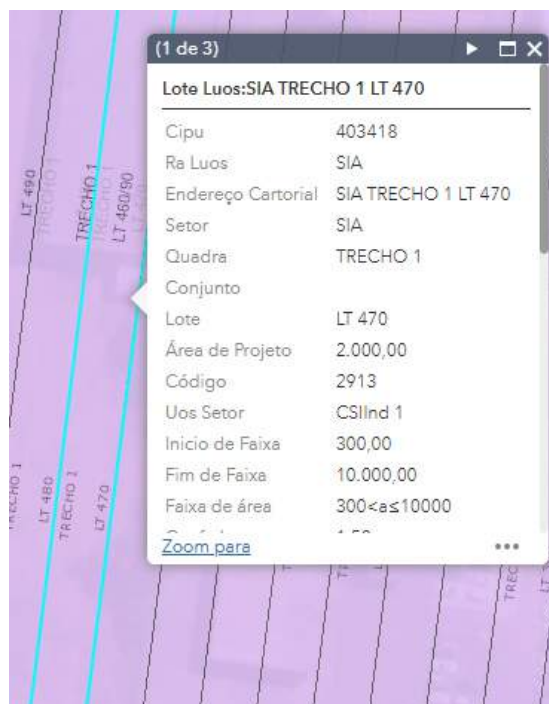 (1 de 3)
Lote Luos:SIA TRECHO 1 LT 470
Cipu 403418
Ra Luos SIA
Endereço Cartorial SIA TRECHO 1 LT 470
Setor SIA
Quadra TRECHO 1
Conjunto
Lote LT 470
Área de Projeto 2.000,00
Código 2913
Uos Setor CSIInd 1
Inicio de Faixa 300,00
Fim de Faixa 10.000,00
Faixa de área 300<a≤10000
Zoom para
LT 490
TRECHO 1
TRECHO 1
LT 460/90
TRECHO 1
LT 480
TRECHO 1
LT 470
TREC